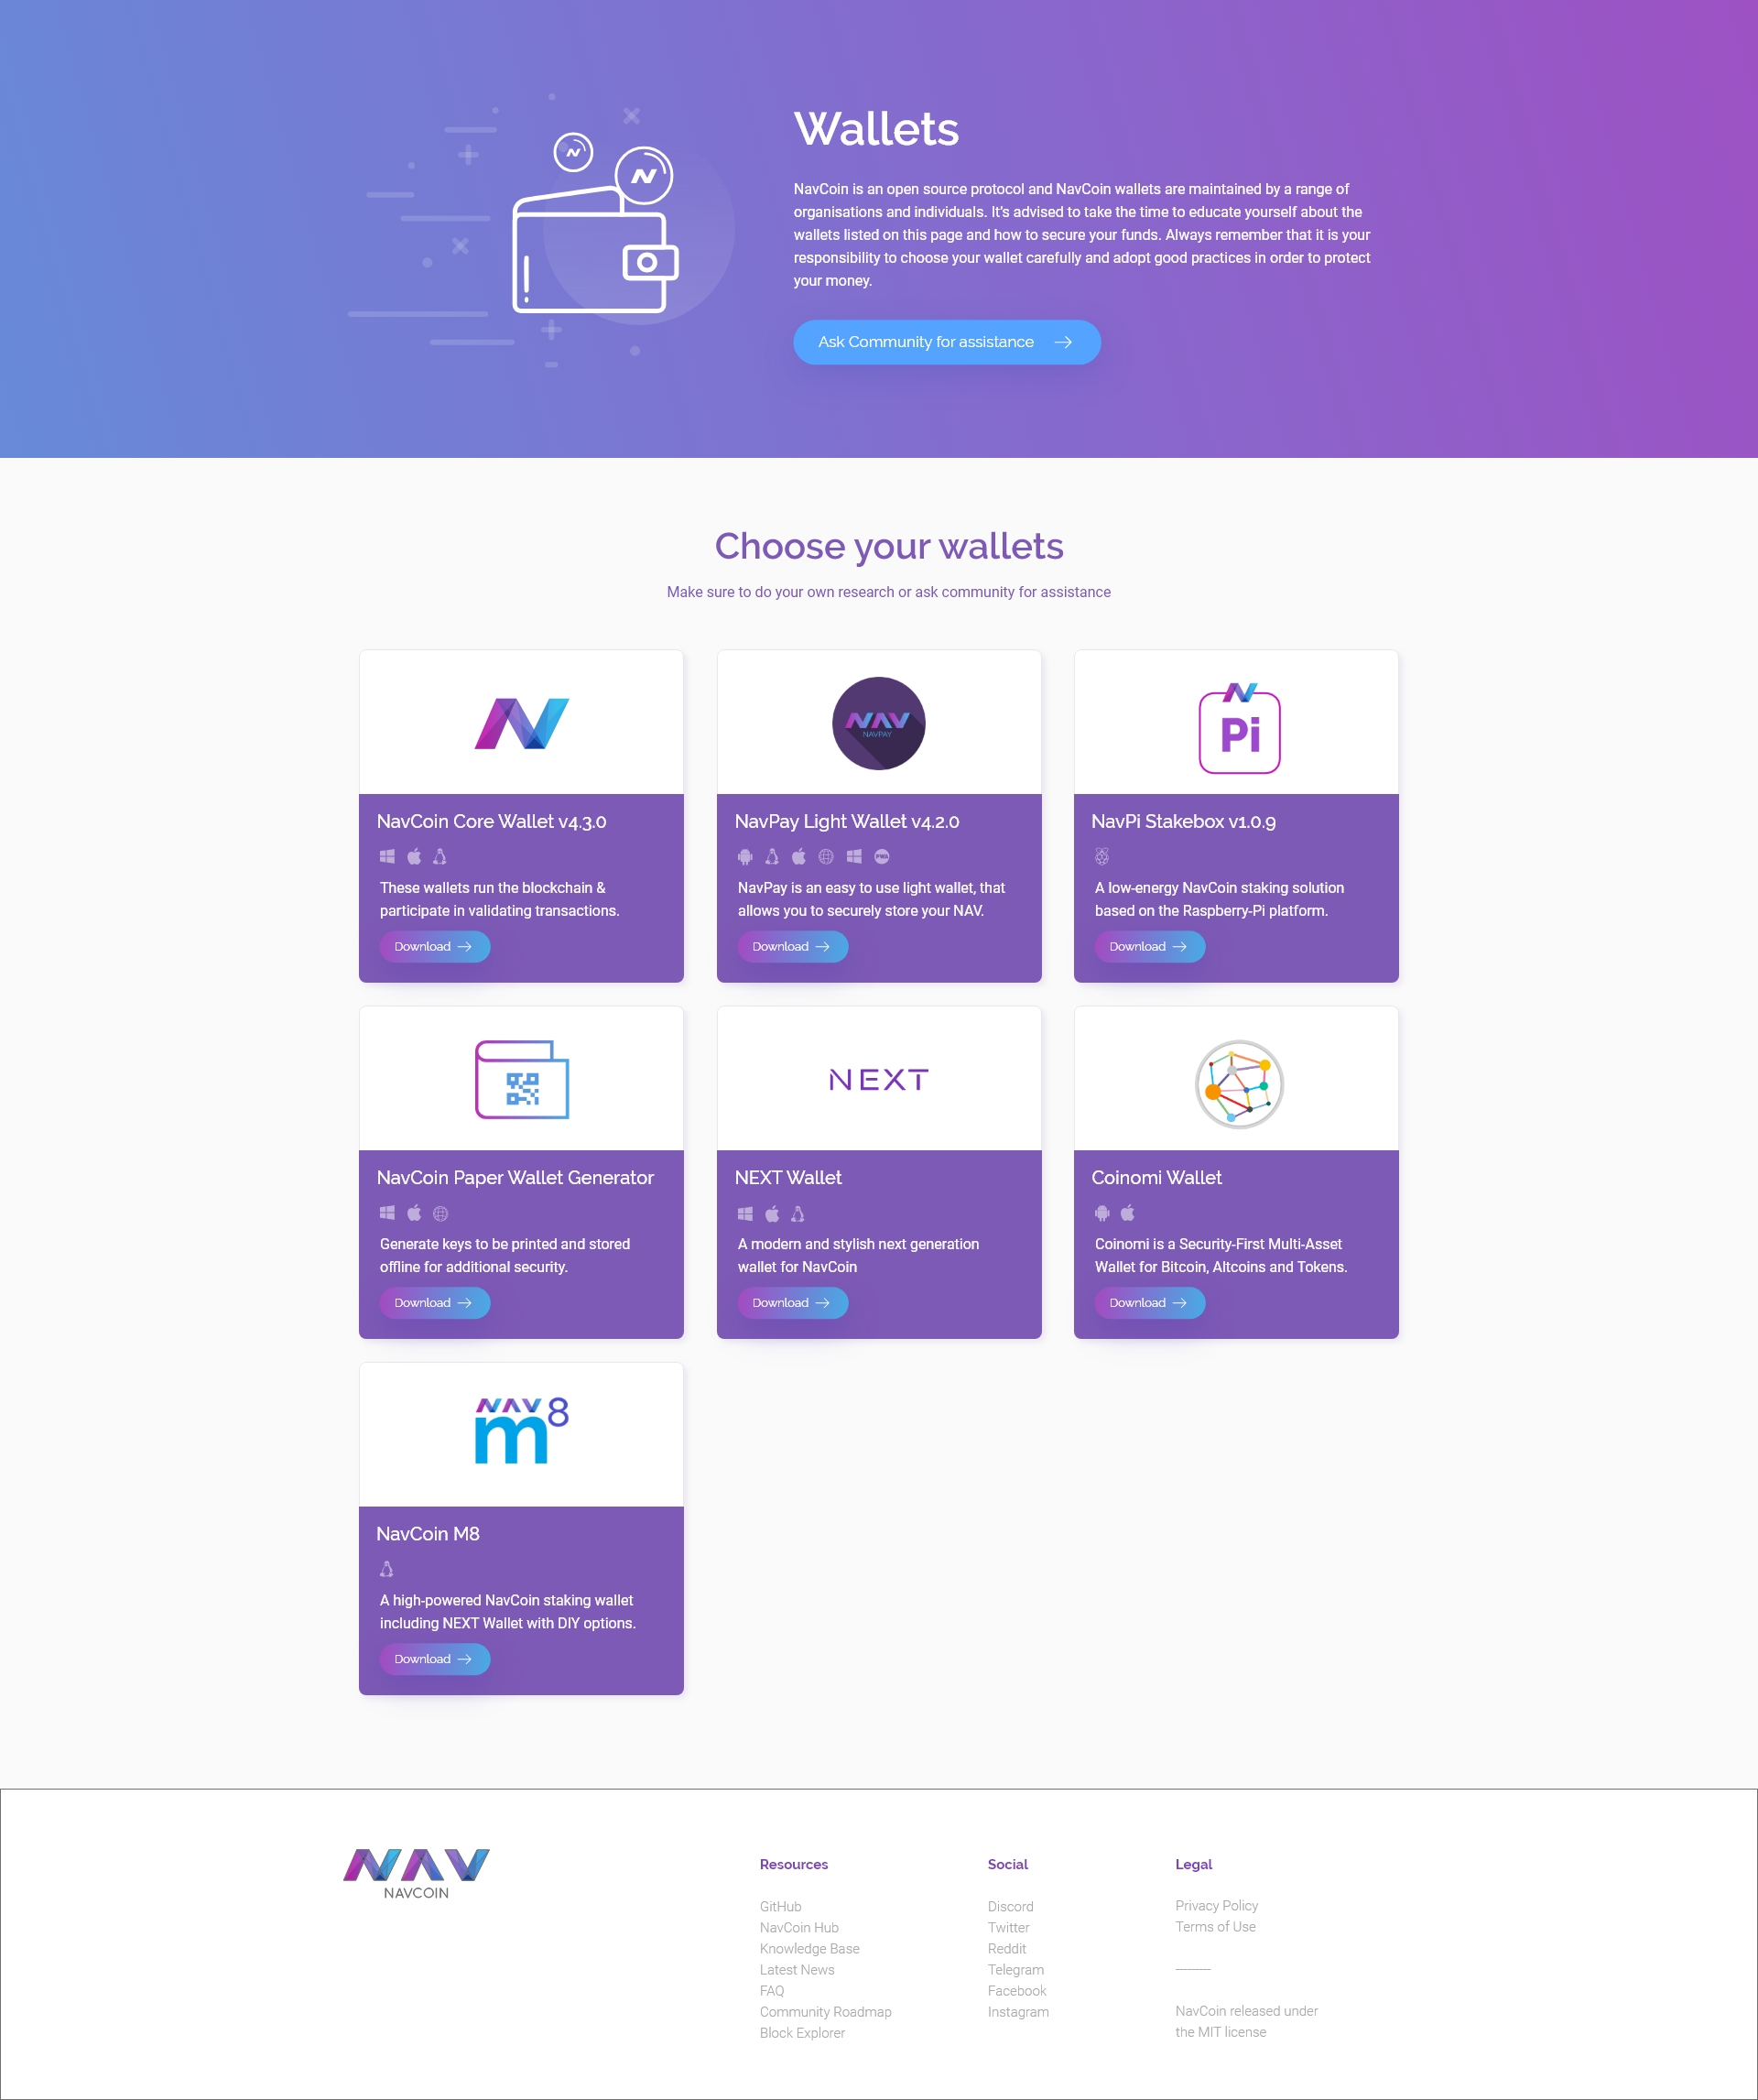 Wallets
NavCoin is an open source protocol and NavCoin wallets are maintained by a range of
organisations and individuals. It's advised to take the time to educate yourself about the
wallets listed on this page and how to secure your funds. Always remember that it is your
responsibility to choose your wallet carefully and adopt good practices in order to protect
your money.
Ask Community for assistance
Choose your wallets
Make sure to do your own research or ask community for assistance
NavCoin Core Wallet v4.3.0
These wallets run the blockchain &
participate in validating transactions.
Download
NAV
NAVPAY
NavPay Light Wallet v4.2.0
PWA
NavPay is an easy to use light wallet, that
allows you to securely store your NAV.
Download
N
Pi
NavPi Stakebox v1.0.9
A low-energy NavCoin staking solution
based on the Raspberry-Pi platform.
Download
NavCoin Paper Wallet Generator
Generate keys to be printed and stored
offline for additional security.
Download
NEXT
NEXT Wallet
A modern and stylish next generation
wallet for NavCoin
Download
Coinomi Wallet
Coinomi is a Security-First Multi-Asset
Wallet for Bitcoin, Altcoins and Tokens.
Download
NAV
m8
NavCoin M8
A high-powered NavCoin staking wallet
including NEXT Wallet with DIY options.
Download
NAV
NAVCOIN
Resources
GitHub
NavCoin Hub
Knowledge Base
Latest News
FAQ
Community Roadmap
Block Explorer
Social
Discord
Twitter
Reddit
Telegram
Facebook
Instagram
Legal
Privacy Policy
Terms of Use
_____
NavCoin released under
the MIT license